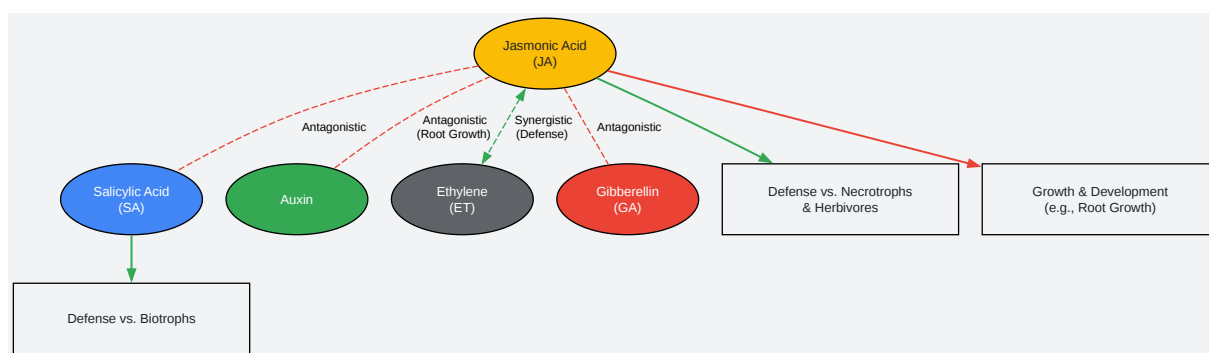 Jasmonic Acid
(JA)
Antagonistic
Antagonistic
(Root Growth)
Synergistic
(Defense)
Antagonistic
Salicylic Acid
(SA)
Auxin
Ethylene
(ET)
Gibberellin
(GA)
Defense vs. Necrotrophs
& Herbivores
Growth & Development
(e.g., Root Growth)
Defense vs. Biotrophs